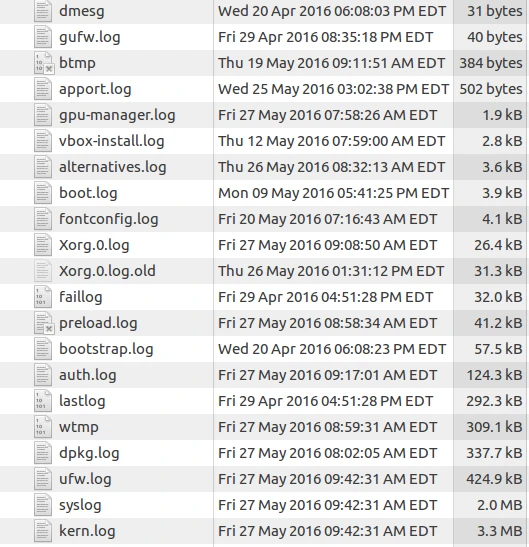 dmesg Wed 20 Apr 2016 06:08:03 PM EDT 31 bytes
gufw.log Fri 29 Apr 2016 08:35:18 PM EDT 40 bytes
btmp Thu 19 May 2016 09:11:51 AM EDT 384 bytes
apport.log Wed 25 May 2016 03:02:38 PM EDT 502 bytes
gpu-manager.log Fri 27 May 2016 07:58:26 AM EDT 1.9 kB
vbox-install.log Thu 12 May 2016 07:59:00 AM EDT 2.8 kB
alternatives.log Thu 26 May 2016 08:32:13 AM EDT 3.6 kB
boot.log Mon 09 May 2016 05:41:25 PM EDT 3.9 kB
fontconfig.log Fri 20 May 2016 07:16:43 AM EDT 4.1 kB
Xorg.0.log Fri 27 May 2016 09:08:50 AM EDT 26.4 kB
Xorg.0.log.old Thu 26 May 2016 01:31:12 PM EDT 31.3 kB
faillog Fri 29 Apr 2016 04:51:28 PM EDT 32.0 kB
preload.log Fri 27 May 2016 08:58:34 AM EDT 41.2 kB
bootstrap.log Wed 20 Apr 2016 06:08:23 PM EDT 57.5 kB
auth.log Fri 27 May 2016 09:17:01 AM EDT 124.3 kB
lastlog Fri 29 Apr 2016 04:51:28 PM EDT 292.3 kB
wtmp Fri 27 May 2016 08:59:31 AM EDT 309.1 kB
dpkg.log Fri 27 May 2016 08:02:05 AM EDT 337.7 kB
ufw.log Fri 27 May 2016 09:42:31 AM EDT 424.9 kB
syslog Fri 27 May 2016 09:42:31 AM EDT 2.0 MB
kern.log Fri 27 May 2016 09:42:31 AM EDT 3.3 MB